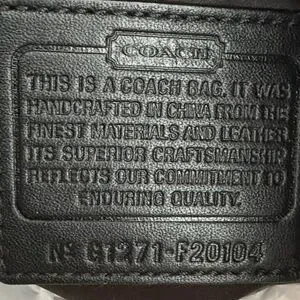 COACH
THIS IS A COACH BAG. IT WAS
HANDCRAFTED IN CHINA FROM THE
FINEST MATERIALS AND LEATHER.
ITS SUPERIOR CRAFTSMANSHIP
REFLECTS OUR COMMITMENT TO
ENDURING QUALITY.
Nº G1271-F20104